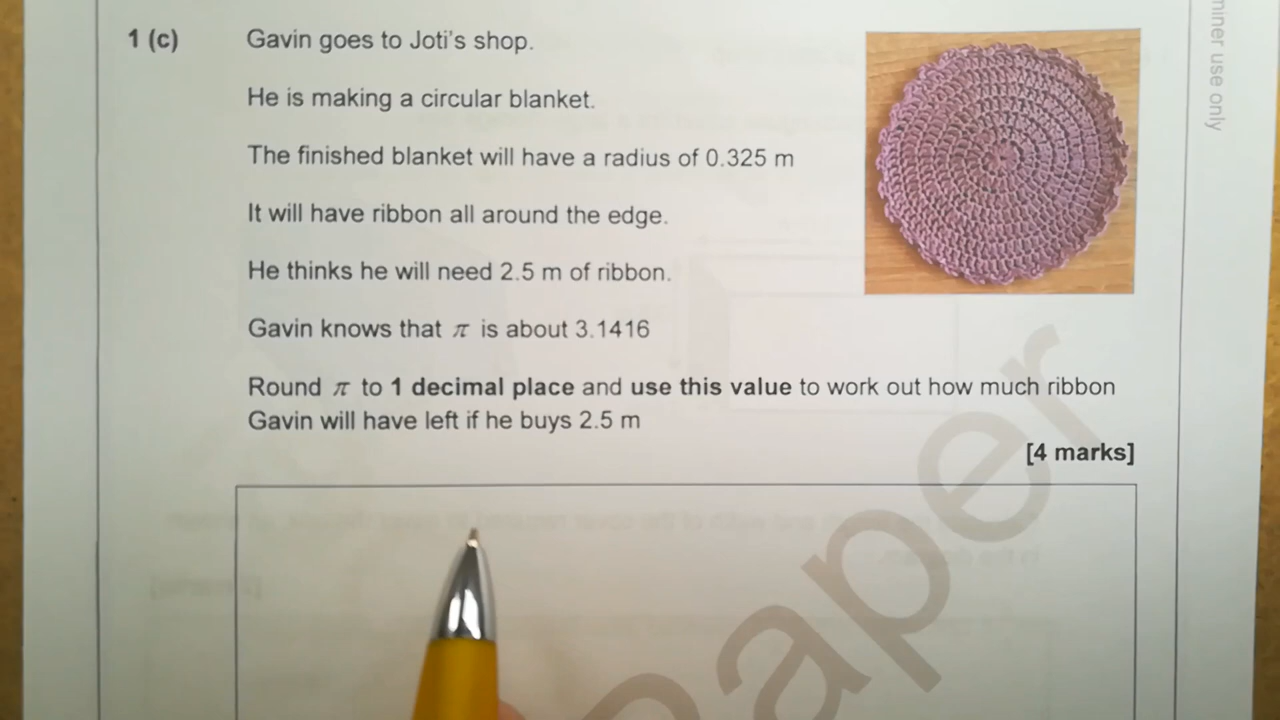 1 (c) Gavin goes to Joti's shop.
He is making a circular blanket.
The finished blanket will have a radius of 0.325 m
It will have ribbon all around the edge.
He thinks he will need 2.5 m of ribbon.
Gavin knows that π is about 3.1416
Round π to 1 decimal place and use this value to work out how much ribbon
Gavin will have left if he buys 2.5 m
[4 marks]
aper
use only